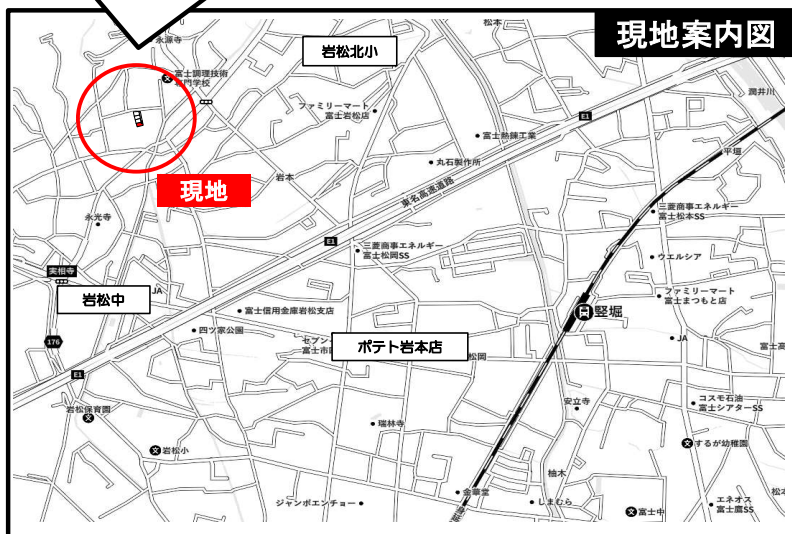 現地案内図
松本
永源寺
岩松北小
富士調理技術
専門学校
ファミリーマート
富士岩松店
潤井川
E1
富士熱錬工業
平垣
丸石製作所
岩本
現地
東名高速道路
永光寺
三菱商事エネルギー
富士松本SS
E1
三菱商事エネルギー
富士松岡SS
ウエルシア
実相寺
岩松中
JA
ファミリーマート
富士まつもと店
富士信用金庫岩松支店
竪堀
四ツ家公園
176
セブン
富士市
ポテト岩本店
松岡
JA
富士高
E1
コスモ石油
富士シアターSS
岩松保育園
安立寺
瑞林寺
するが幼稚園
岩松小
柚木
金華堂
ジャンボエンチョー
しまむら
松本
エネオス
富士鷹SS
富士中